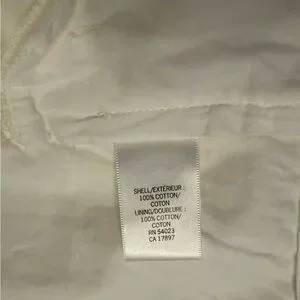 SHELL/EXTÉRIEUR :
100% COTTON/
COTON
LINING/DOUBLURE :
100% COTTON/
COTON
RN 54023
CA 17897